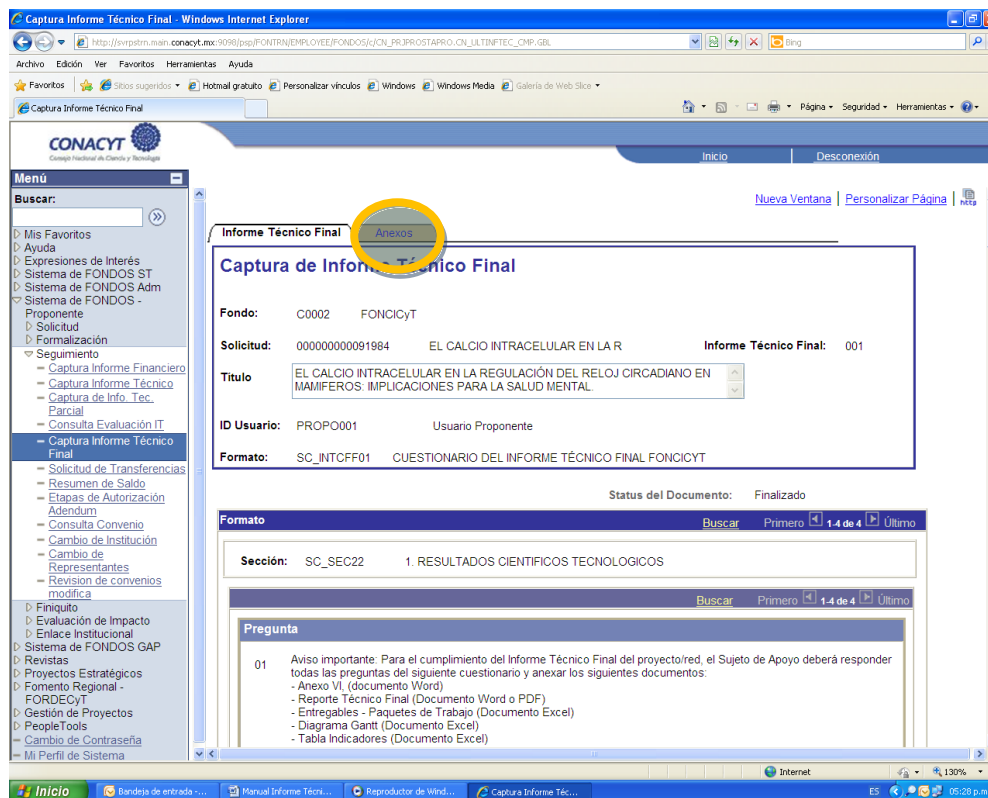 Captura Informe Técnico Final - Windows Internet Explorer
http://svrpstrn.main.conacyt.mx:9098/psp/FONTRN/EMPLOYEE/FONDOS/c/CN_PRJPROSTAPRO.CN_ULTINFTEC_CMP.GBL
Bing
Archivo Edición Ver Favoritos Herramientas Ayuda
Favoritos Sitios sugeridos Hotmail gratuito Personalizar vínculos Windows Windows Media Galería de Web Slice
Captura Informe Técnico Final
Página Seguridad Herramientas
CONACYT
Consejo Nacional de Ciencia y Tecnología
Inicio Desconexión
Menú
Buscar:
Nueva Ventana | Personalizar Página | http
Mis Favoritos
Ayuda
Expresiones de Interés
Sistema de FONDOS ST
Sistema de FONDOS Adm
Sistema de FONDOS -
Proponente
Solicitud
Formalización
Seguimiento
Captura Informe Financiero
Captura Informe Técnico
Captura de Info. Tec.
Parcial
Consulta Evaluación IT
Captura Informe Técnico
Final
Solicitud de Transferencias
Resumen de Saldo
Etapas de Autorización
Adendum
Consulta Convenio
Cambio de Institución
Cambio de
Representantes
Revision de convenios
modifica
Finiquito
Evaluación de Impacto
Enlace Institucional
Sistema de FONDOS GAP
Revistas
Proyectos Estratégicos
Fomento Regional -
FORDECyT
Gestión de Proyectos
PeopleTools
Cambio de Contraseña
Mi Perfil de Sistema
Informe Técnico Final Anexos
Captura de Informe Técnico Final
Fondo: C0002 FONCICyT
Solicitud: 000000000091984 EL CALCIO INTRACELULAR EN LA R Informe Técnico Final: 001
Titulo EL CALCIO INTRACELULAR EN LA REGULACIÓN DEL RELOJ CIRCADIANO EN
MAMIFEROS: IMPLICACIONES PARA LA SALUD MENTAL.
ID Usuario: PROPO001 Usuario Proponente
Formato: SC_INTCFF01 CUESTIONARIO DEL INFORME TÉCNICO FINAL FONCICYT
Status del Documento: Finalizado
Formato Buscar Primero 1-4 de 4 Último
Sección: SC_SEC22 1. RESULTADOS CIENTIFICOS TECNOLOGICOS
Buscar Primero 1-4 de 4 Último
Pregunta
01 Aviso importante: Para el cumplimiento del Informe Técnico Final del proyecto/red, el Sujeto de Apoyo deberá responder
todas las preguntas del siguiente cuestionario y anexar los siguientes documentos:
- Anexo VI, (documento Word)
- Reporte Técnico Final (Documento Word o PDF)
- Entregables - Paquetes de Trabajo (Documento Excel)
- Diagrama Gantt (Documento Excel)
- Tabla Indicadores (Documento Excel)
Internet 130%
Inicio Bandeja de entrada -... Manual Informe Técni... Reproductor de Wind... Captura Informe Téc... ES 05:28 p.m.